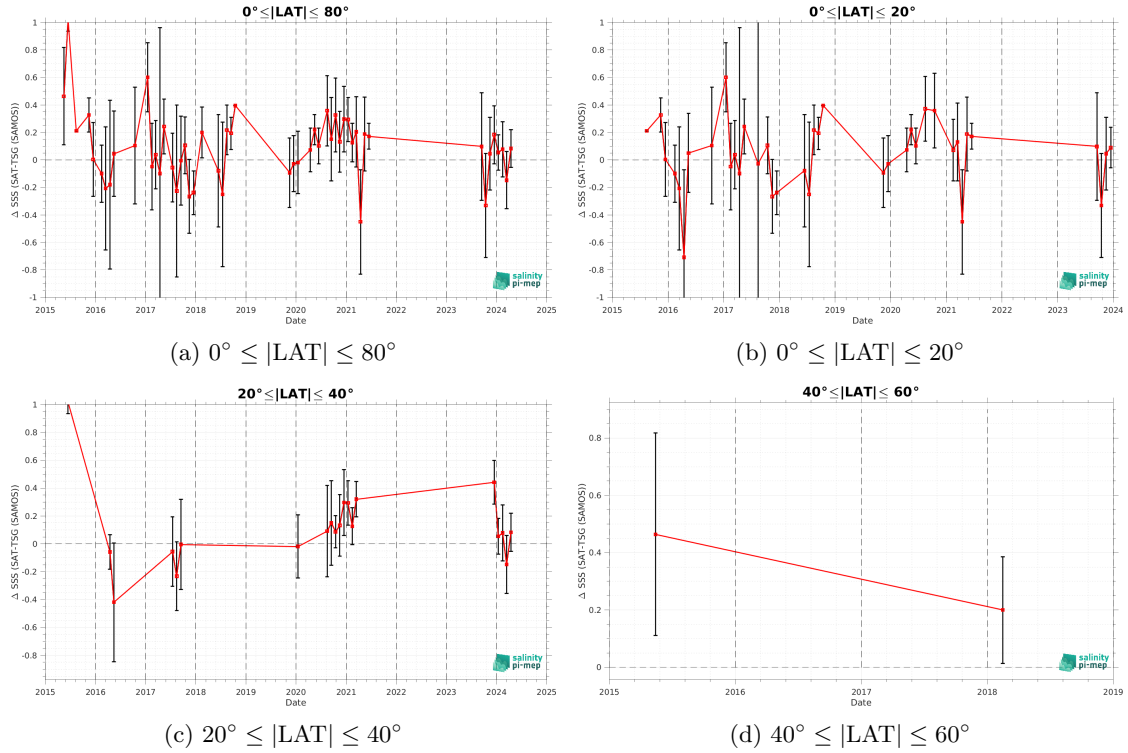 0°≤|LAT|≤ 80°
Δ SSS (SAT-TSG (SAMOS))
1
0.8
0.6
0.4
0.2
0
-0.2
-0.4
-0.6
-0.8
-1
2015 2016 2017 2018 2019 2020 2021 2022 2023 2024 2025
Date
salinity
pi-mep
(a) 0° ≤ |LAT| ≤ 80°
0°≤|LAT|≤ 20°
Δ SSS (SAT-TSG (SAMOS))
1
0.8
0.6
0.4
0.2
0
-0.2
-0.4
-0.6
-0.8
-1
2015 2016 2017 2018 2019 2020 2021 2022 2023 2024
Date
salinity
pi-mep
(b) 0° ≤ |LAT| ≤ 20°
20°≤|LAT|≤ 40°
Δ SSS (SAT-TSG (SAMOS))
1
0.8
0.6
0.4
0.2
0
-0.2
-0.4
-0.6
-0.8
2015 2016 2017 2018 2019 2020 2021 2022 2023 2024 2025
Date
salinity
pi-mep
(c) 20° ≤ |LAT| ≤ 40°
40°≤|LAT|≤ 60°
Δ SSS (SAT-TSG (SAMOS))
0.8
0.6
0.4
0.2
0
2015 2016 2017 2018 2019
Date
salinity
pi-mep
(d) 40° ≤ |LAT| ≤ 60°